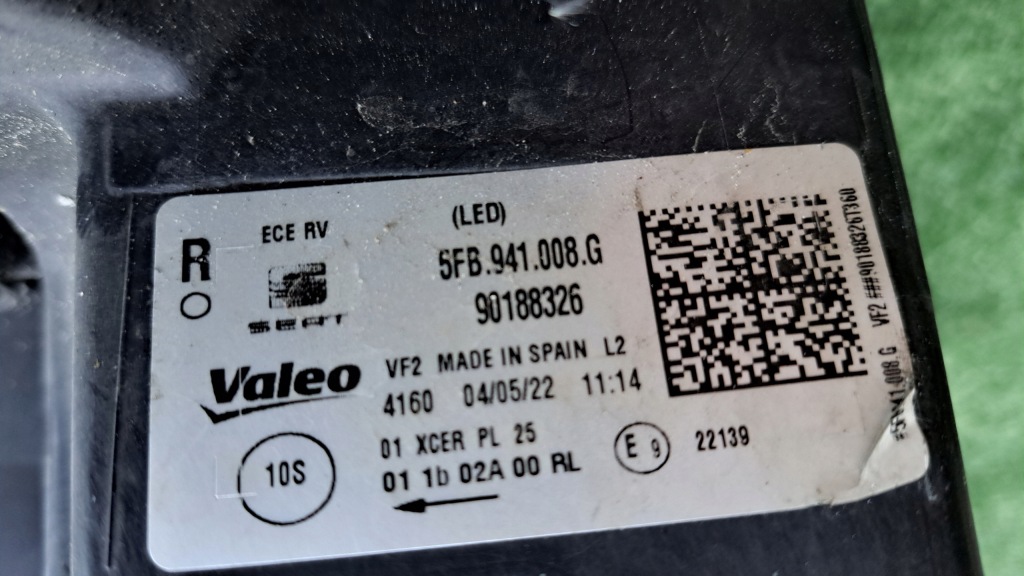 R
ECE RV
(LED)
5FB.941.008.G
90188326
SEAT
Valeo
VF2 MADE IN SPAIN L2
4160 04/05/22 11:14
10S
01 XCER PL 25
01 1b 02A 00 RL
E 9
22139